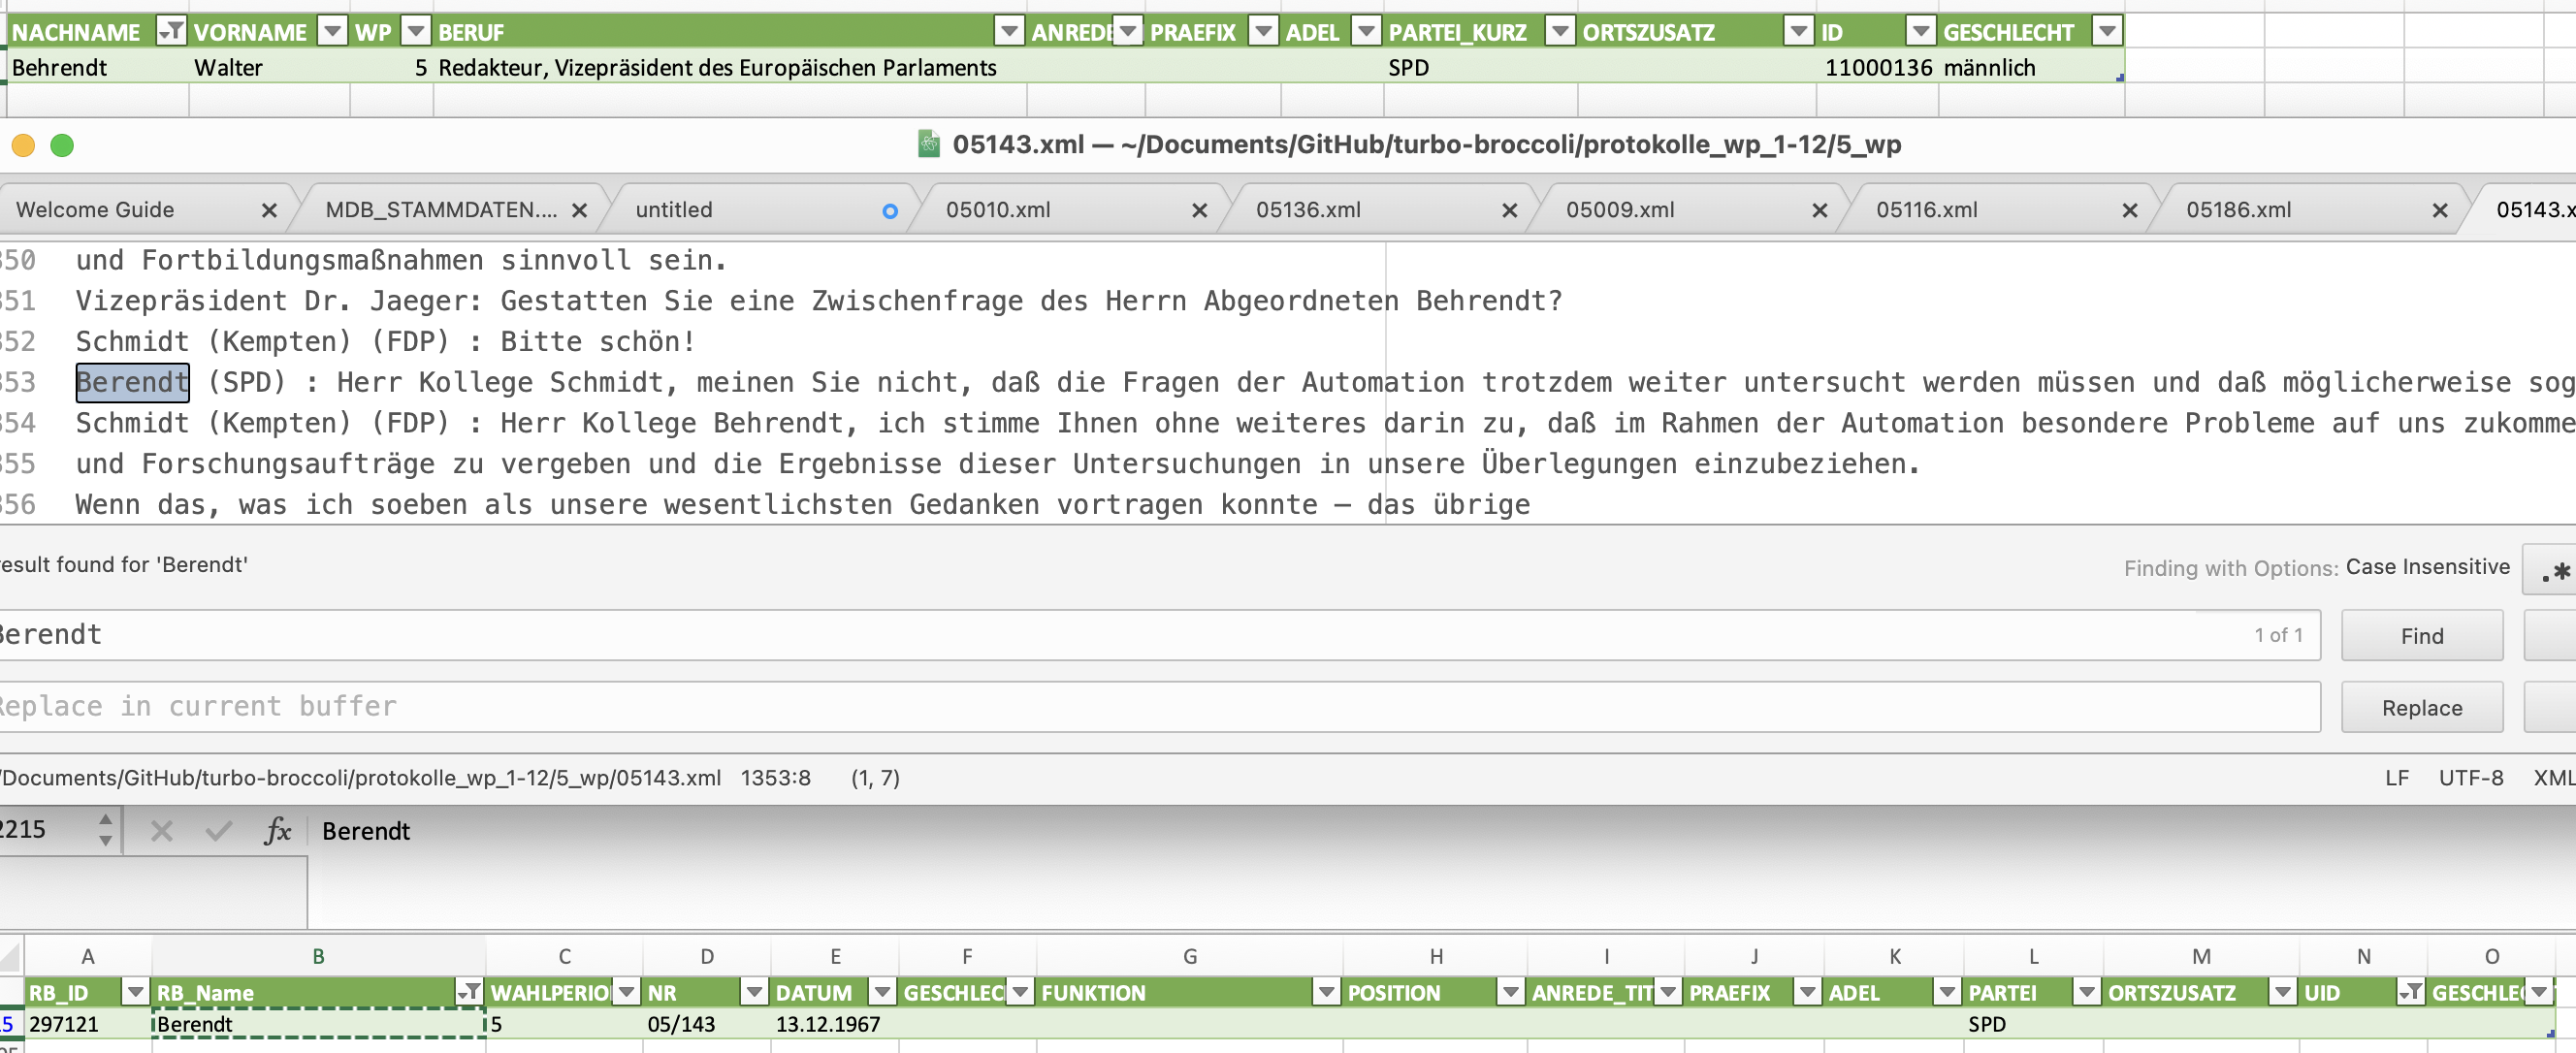 NACHNAME VORNAME WP BERUF ANREDE PRAEFIX ADEL PARTEI_KURZ ORTSZUSATZ ID GESCHLECHT
Behrendt Walter 5 Redakteur, Vizepräsident des Europäischen Parlaments SPD 11000136 männlich
05143.xml — ~/Documents/GitHub/turbo-broccoli/protokolle_wp_1-12/5_wp
Welcome Guide MDB_STAMMDATEN.... untitled 05010.xml 05136.xml 05009.xml 05116.xml 05186.xml 05143.x
350 und Fortbildungsmaßnahmen sinnvoll sein.
351 Vizepräsident Dr. Jaeger: Gestatten Sie eine Zwischenfrage des Herrn Abgeordneten Behrendt?
352 Schmidt (Kempten) (FDP) : Bitte schön!
353 Berendt (SPD) : Herr Kollege Schmidt, meinen Sie nicht, daß die Fragen der Automation trotzdem weiter untersucht werden müssen und daß möglicherweise sog
354 Schmidt (Kempten) (FDP) : Herr Kollege Behrendt, ich stimme Ihnen ohne weiteres darin zu, daß im Rahmen der Automation besondere Probleme auf uns zukomme
355 und Forschungsaufträge zu vergeben und die Ergebnisse dieser Untersuchungen in unsere Überlegungen einzubeziehen.
356 Wenn das, was ich soeben als unsere wesentlichsten Gedanken vortragen konnte — das übrige
esult found for 'Berendt' Finding with Options: Case Insensitive .*
Berendt 1 of 1 Find
Replace in current buffer Replace
/Documents/GitHub/turbo-broccoli/protokolle_wp_1-12/5_wp/05143.xml 1353:8 (1, 7) LF UTF-8 XML
2215 fx Berendt
A B C D E F G H I J K L M N O
RB_ID RB_Name WAHLPERIO NR DATUM GESCHLEC FUNKTION POSITION ANREDE_TIT PRAEFIX ADEL PARTEI ORTSZUSATZ UID GESCHLE
5 297121 Berendt 5 05/143 13.12.1967 SPD